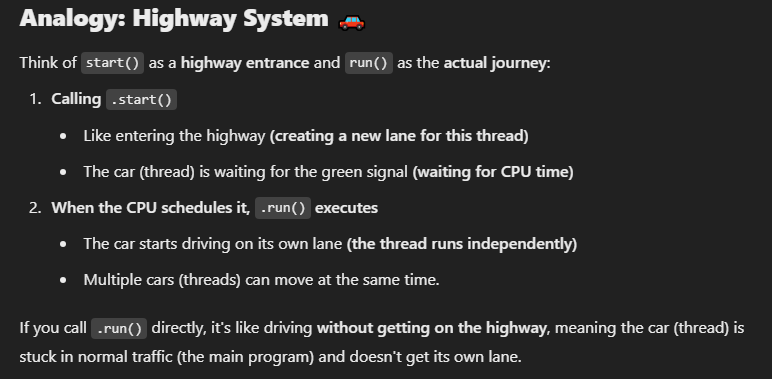 Analogy: Highway System 🚗
Think of start() as a highway entrance and run() as the actual journey:
1. Calling .start()
• Like entering the highway (creating a new lane for this thread)
• The car (thread) is waiting for the green signal (waiting for CPU time)
2. When the CPU schedules it, .run() executes
• The car starts driving on its own lane (the thread runs independently)
• Multiple cars (threads) can move at the same time.
If you call .run() directly, it's like driving without getting on the highway, meaning the car (thread) is
stuck in normal traffic (the main program) and doesn't get its own lane.